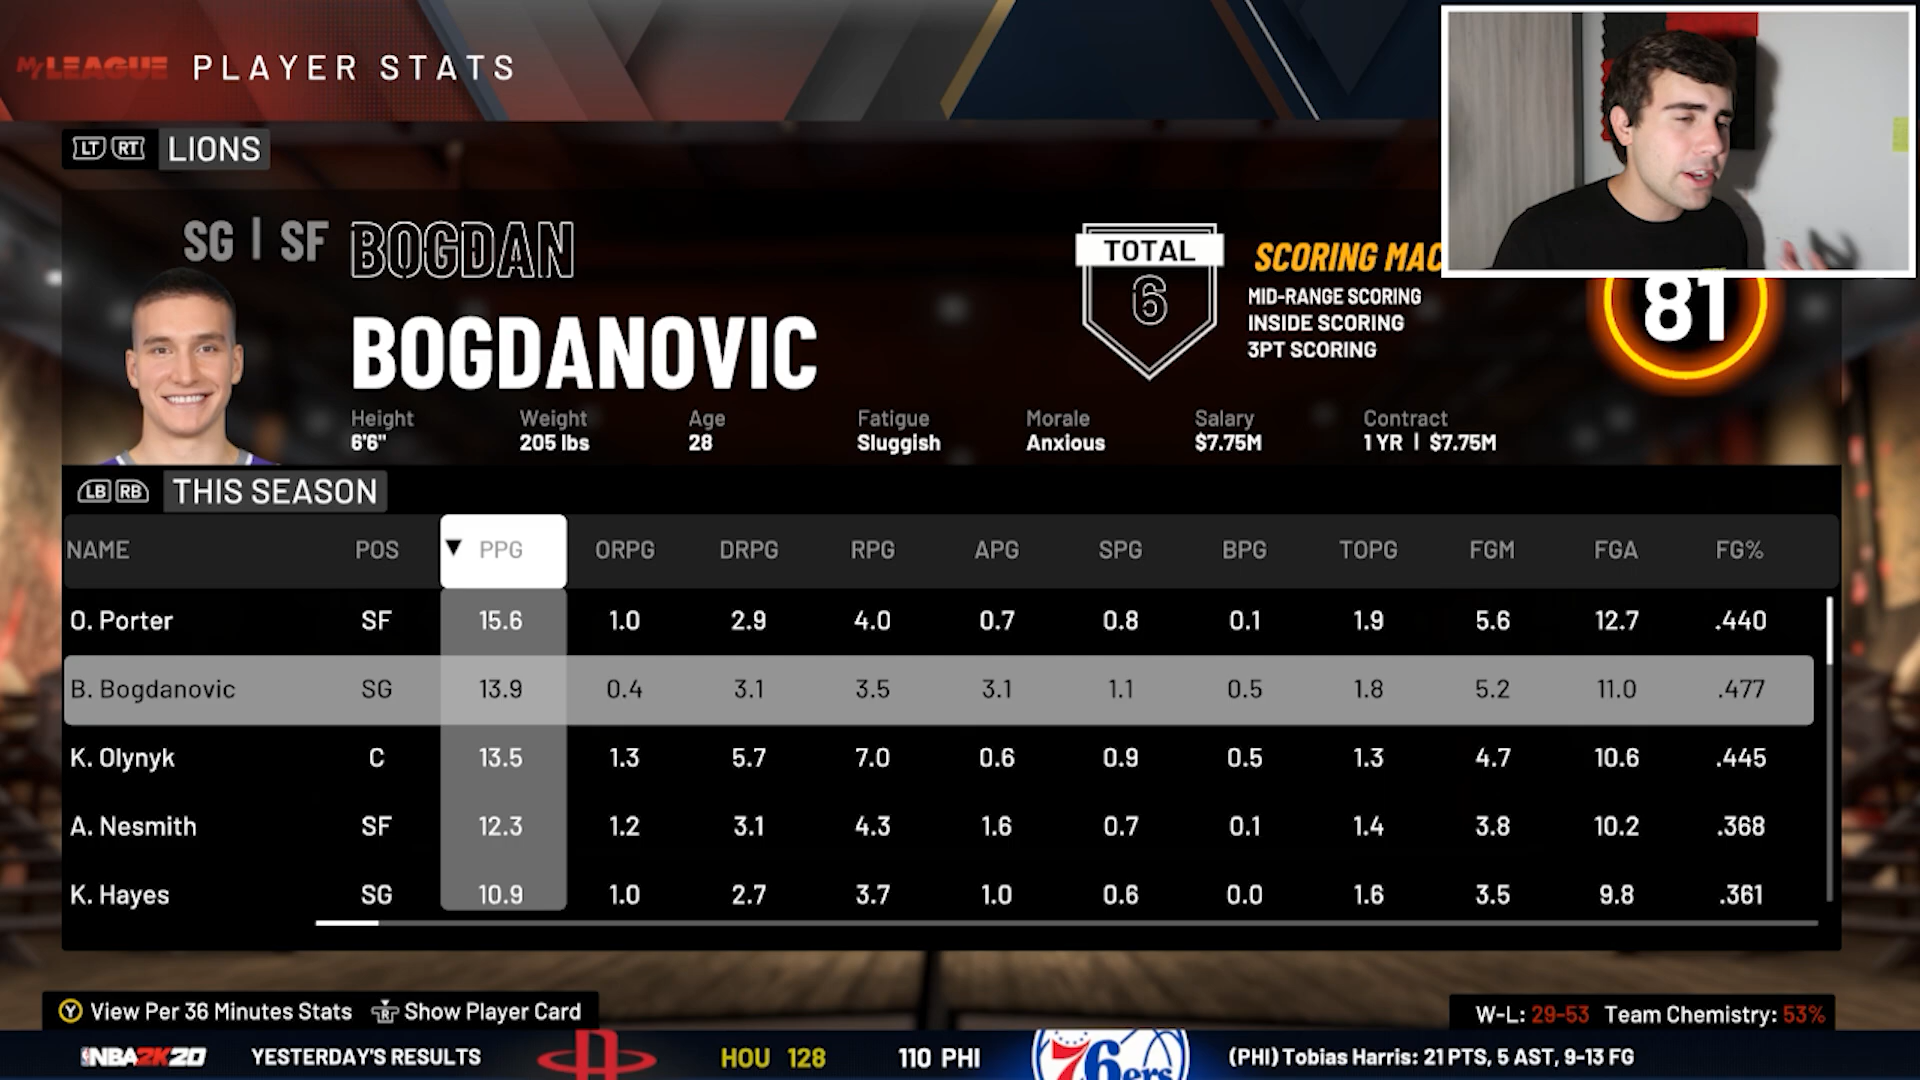 MyLEAGUE PLAYER STATS
LT RT LIONS
SG | SF BOGDAN
BOGDANOVIC
TOTAL
6
SCORING MAC
MID-RANGE SCORING
INSIDE SCORING
3PT SCORING
81
Height Weight Age Fatigue Morale Salary Contract
6'6" 205 lbs 28 Sluggish Anxious $7.75M 1 YR | $7.75M
LB RB THIS SEASON
NAME POS ▼ PPG ORPG DRPG RPG APG SPG BPG TOPG FGM FGA FG%
O. Porter SF 15.6 1.0 2.9 4.0 0.7 0.8 0.1 1.9 5.6 12.7 .440
B. Bogdanovic SG 13.9 0.4 3.1 3.5 3.1 1.1 0.5 1.8 5.2 11.0 .477
K. Olynyk C 13.5 1.3 5.7 7.0 0.6 0.9 0.5 1.3 4.7 10.6 .445
A. Nesmith SF 12.3 1.2 3.1 4.3 1.6 0.7 0.1 1.4 3.8 10.2 .368
K. Hayes SG 10.9 1.0 2.7 3.7 1.0 0.6 0.0 1.6 3.5 9.8 .361
Y View Per 36 Minutes Stats R Show Player Card
W-L: 29-53 Team Chemistry: 53%
NBA2K20 YESTERDAY'S RESULTS HOU 128 110 PHI 76ers (PHI) Tobias Harris: 21 PTS, 5 AST, 9-13 FG